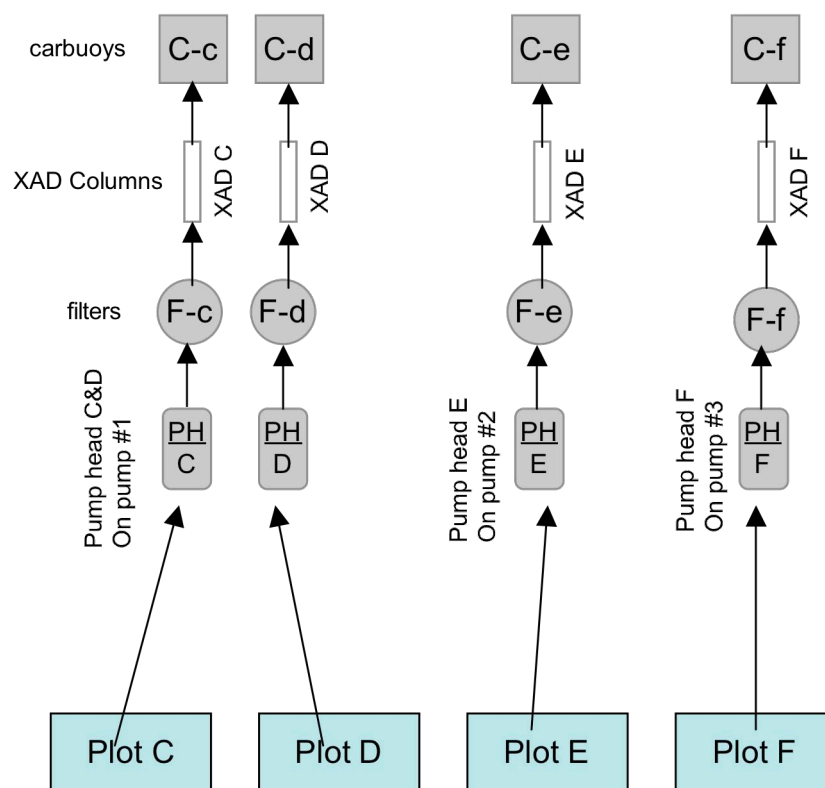 carbuoys
C-c
C-d
C-e
C-f
XAD Columns
XAD C
XAD D
XAD E
XAD F
filters
F-c
F-d
F-e
F-f
Pump head C&D
On pump #1
PH
C
PH
D
Pump head E
On pump #2
PH
E
Pump head F
On pump #3
PH
F
Plot C
Plot D
Plot E
Plot F